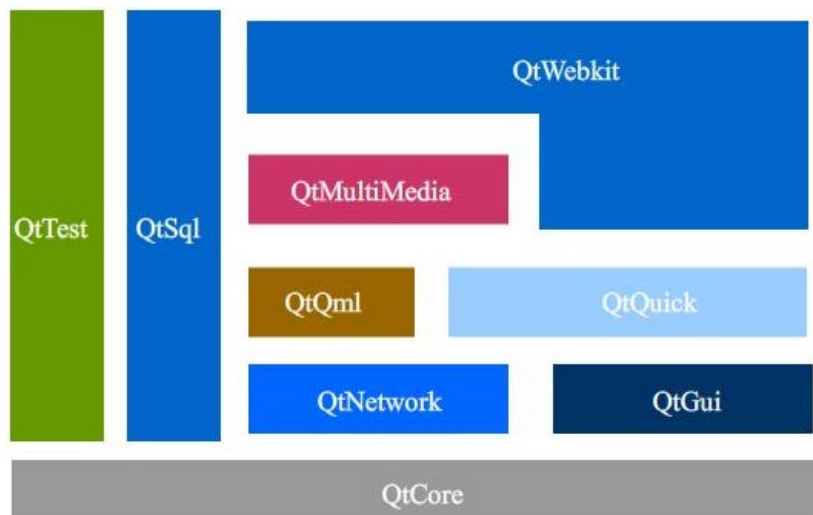 QtWebkit
QtMultiMedia
QtTest
QtSql
QtQml
QtQuick
QtNetwork
QtGui
QtCore